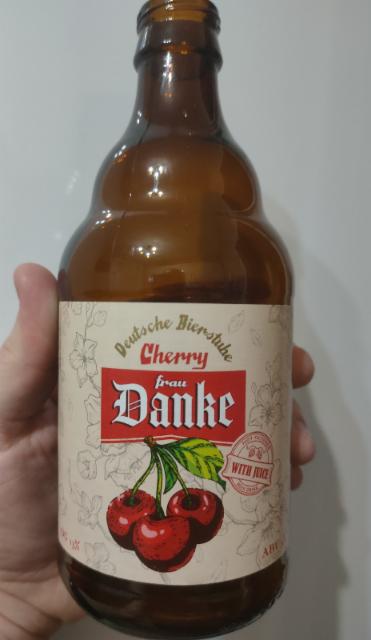 Deutsche Bierstube
Cherry
frau
Danke
WITH JUICE